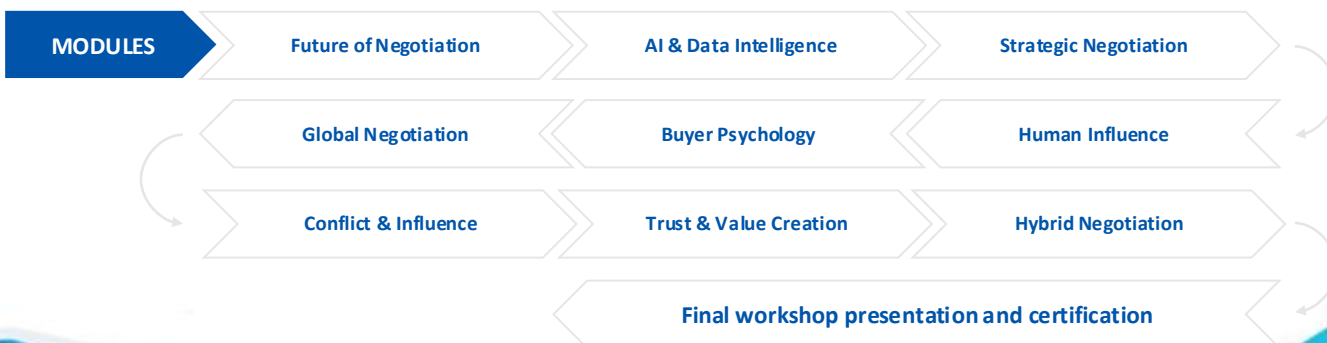 MODULES
Future of Negotiation
AI & Data Intelligence
Strategic Negotiation
Human Influence
Buyer Psychology
Global Negotiation
Conflict & Influence
Trust & Value Creation
Hybrid Negotiation
Final workshop presentation and certification